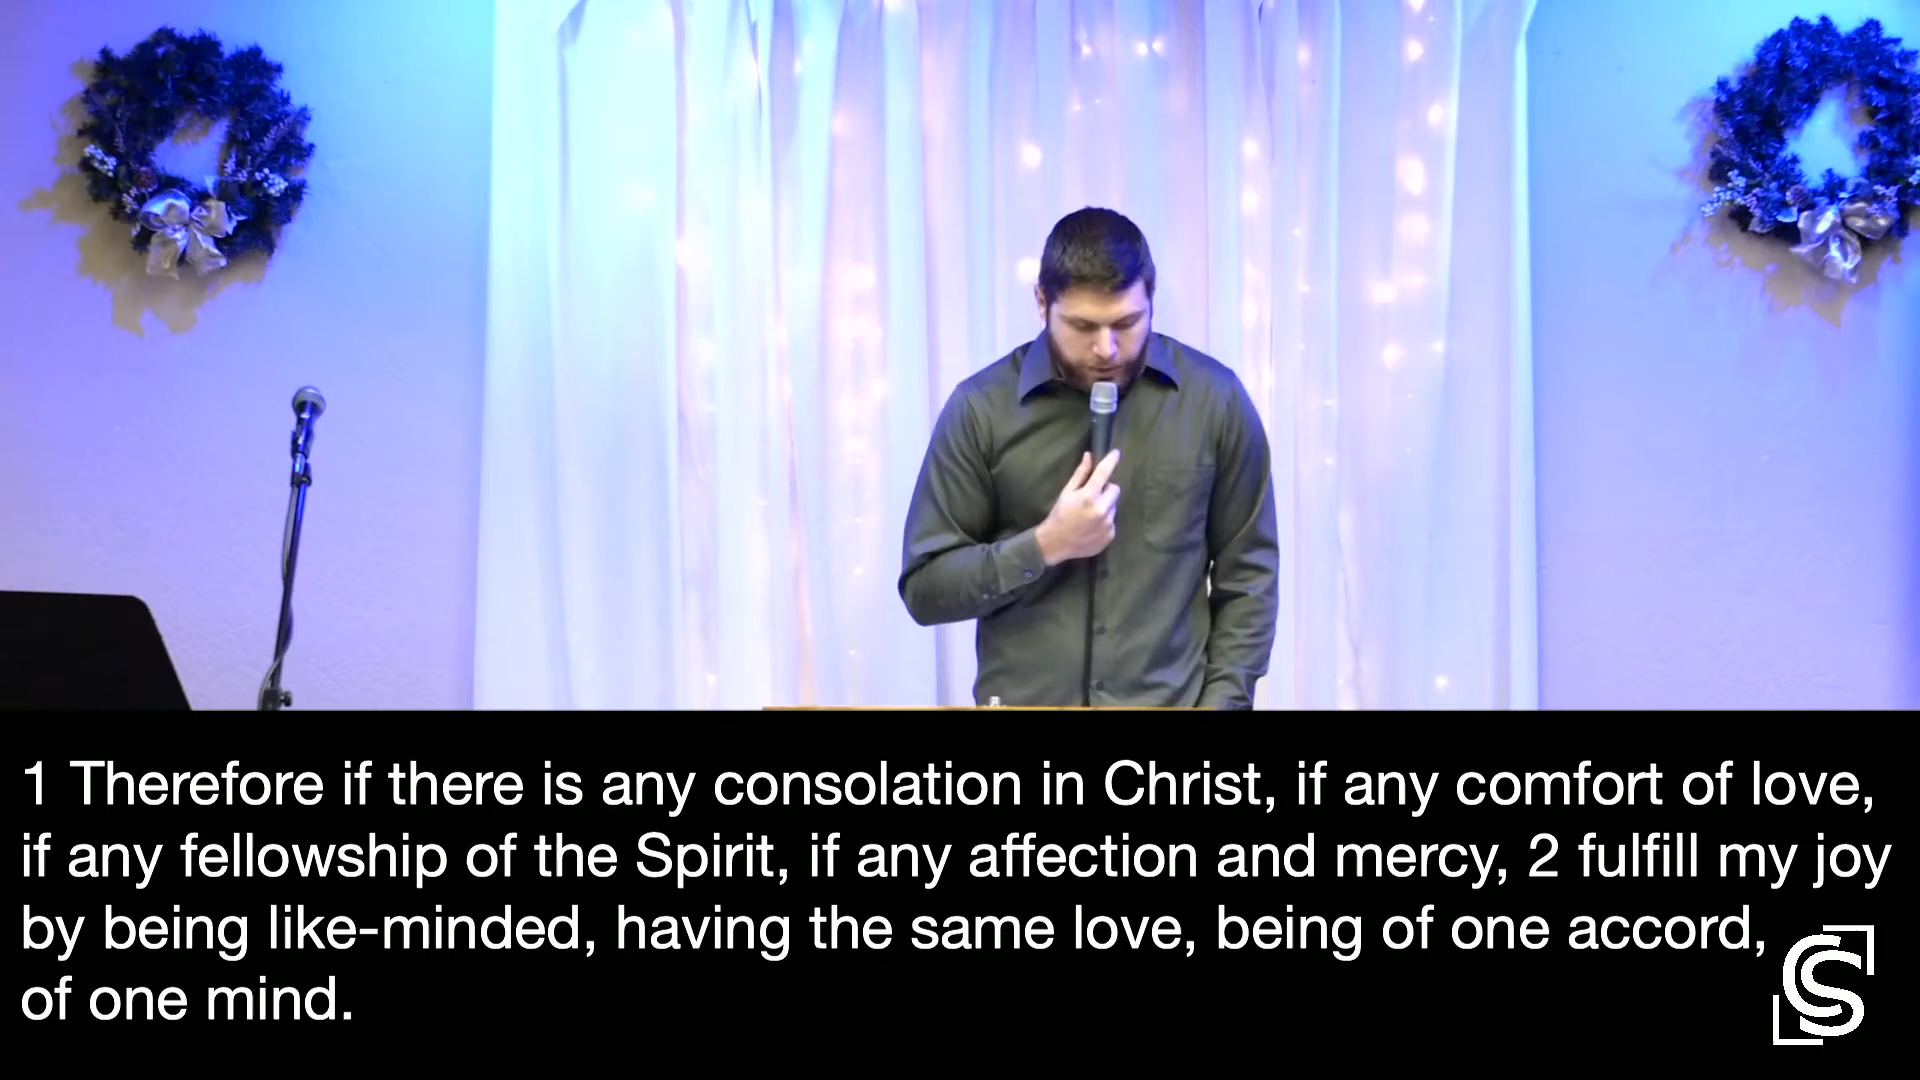 1 Therefore if there is any consolation in Christ, if any comfort of love,
if any fellowship of the Spirit, if any affection and mercy, 2 fulfill my joy
by being like-minded, having the same love, being of one accord,
of one mind.
CS